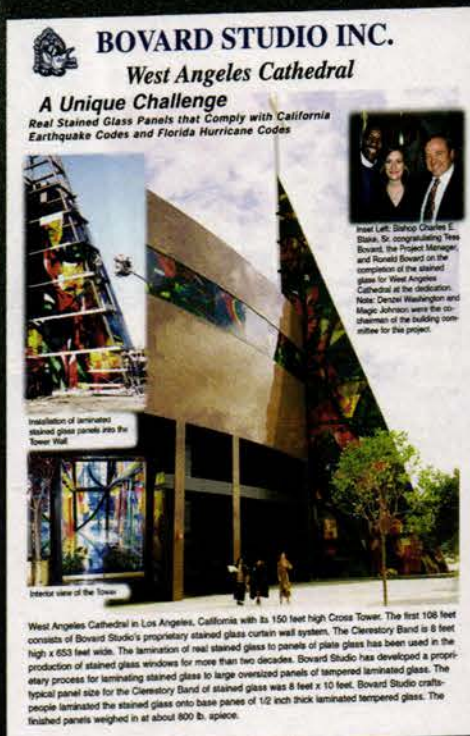 BOVARD STUDIO INC.
West Angeles Cathedral
A Unique Challenge
Real Stained Glass Panels that Comply with California
Earthquake Codes and Florida Hurricane Codes
Inset Left: Bishop Charles E.
Blake, Sr. congratulating Tess
Bovard, the Project Manager,
and Ronald Bovard on the
completion of the stained
glass for West Angeles
Cathedral at the dedication.
Note: Denzel Washington and
Magic Johnson were the co-
chairmen of the building com-
mittee for this project.
Installation of laminated
stained glass panels into the
Tower Wall
Interior view of the Tower
West Angeles Cathedral in Los Angeles, California with its 150 feet high Cross Tower. The first 108 feet
consists of Bovard Studio's proprietary stained glass curtain wall system. The Clerestory Band is 8 feet
high x 653 feet wide. The lamination of real stained glass to panels of plate glass has been used in the
production of stained glass windows for more than two decades. Bovard Studio has developed a propri-
etary process for laminating stained glass to large oversized panels of tempered laminated glass. The
typical panel size for the Clerestory Band of stained glass was 8 feet x 10 feet. Bovard Studio crafts-
people laminated the stained glass onto base panes of 1/2 inch thick laminated tempered glass. The
finished panels weighed in at about 800 lb. apiece.